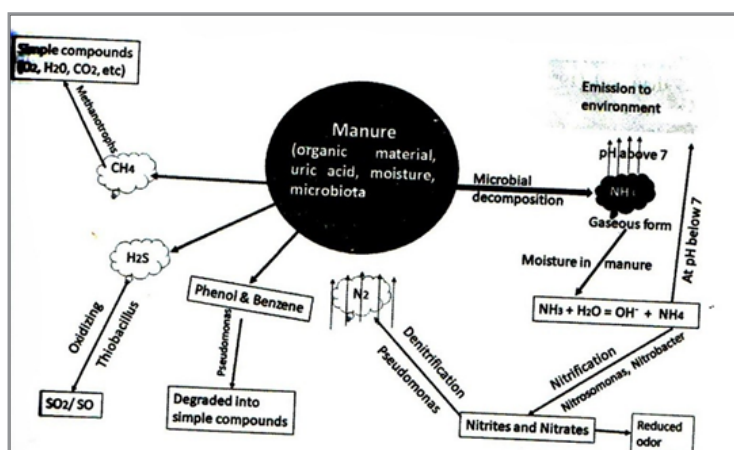 Simple compounds
(O2, H2O, CO2, etc)
Methanotrophs
CH4
H2S
Oxidizing
Thiobacillus
SO2/ SO
Manure
(organic material,
uric acid, moisture,
microbiota
Phenol & Benzene
Pseudomonas
Degraded into
simple compounds
N2
Denitrification
Pseudomonas
Microbial
decomposition
Emission to
environment
pH above 7
Gaseous form
Moisture in manure
At pH below 7
NH3 + H2O = OH- + NH4
Nitrification
Nitrosomonas, Nitrobacter
Nitrites and Nitrates
Reduced
odor